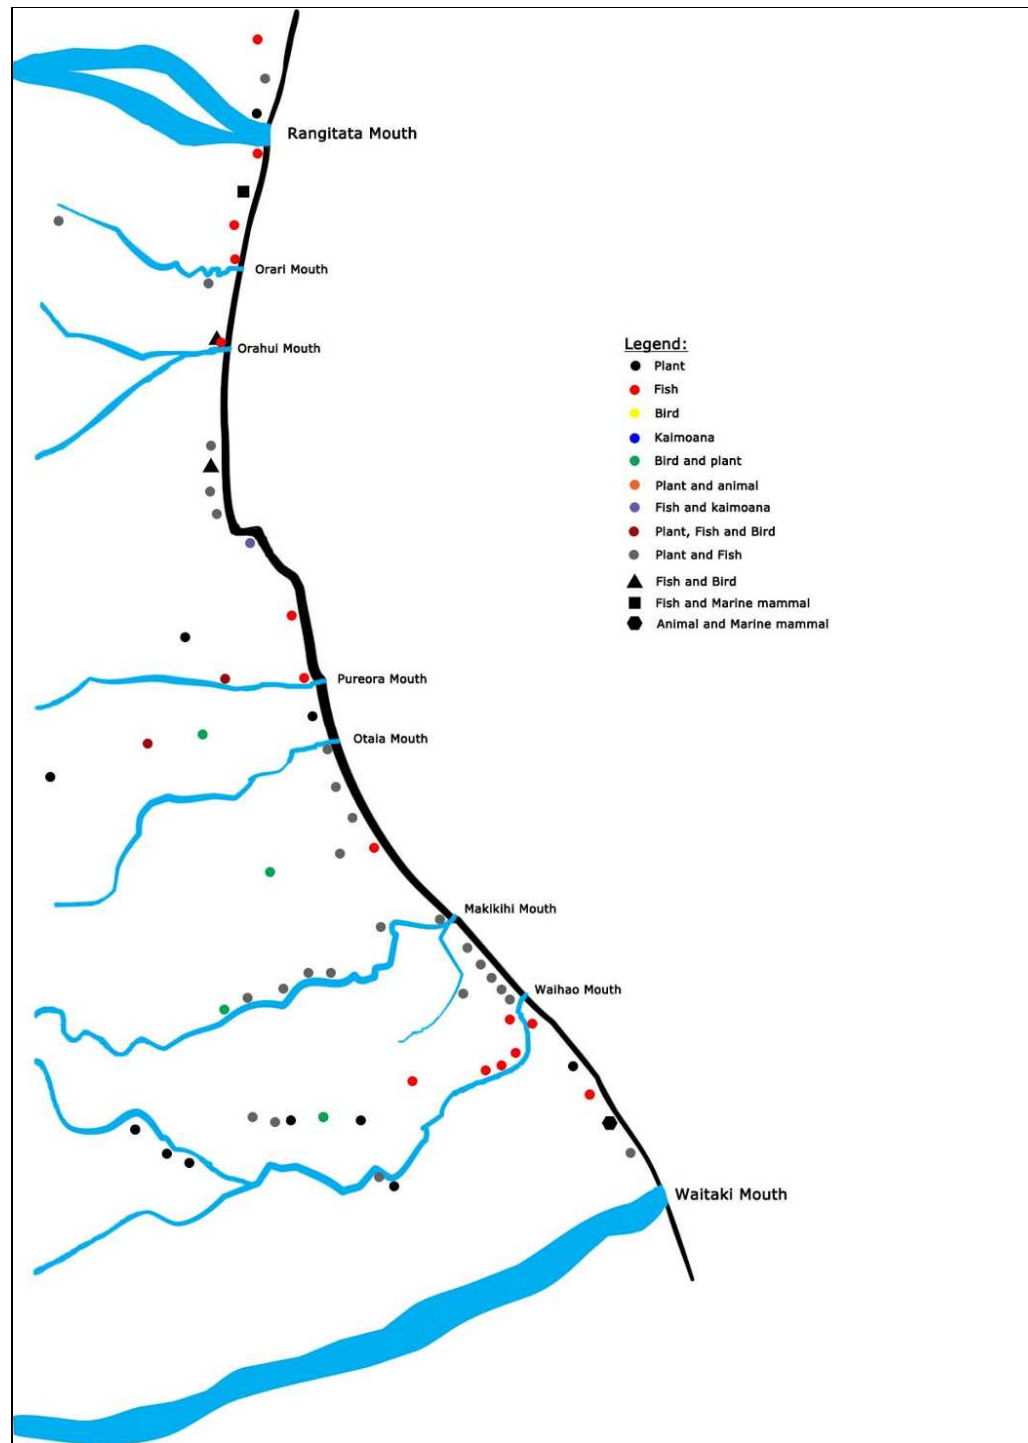 Rangitata Mouth
Orari Mouth
Orahui Mouth
Legend:
Plant
Fish
Bird
Kaimoana
Bird and plant
Plant and animal
Fish and kaimoana
Plant, Fish and Bird
Plant and Fish
Fish and Bird
Fish and Marine mammal
Animal and Marine mammal
Pureora Mouth
Otaia Mouth
Makikihi Mouth
Waihao Mouth
Waitaki Mouth